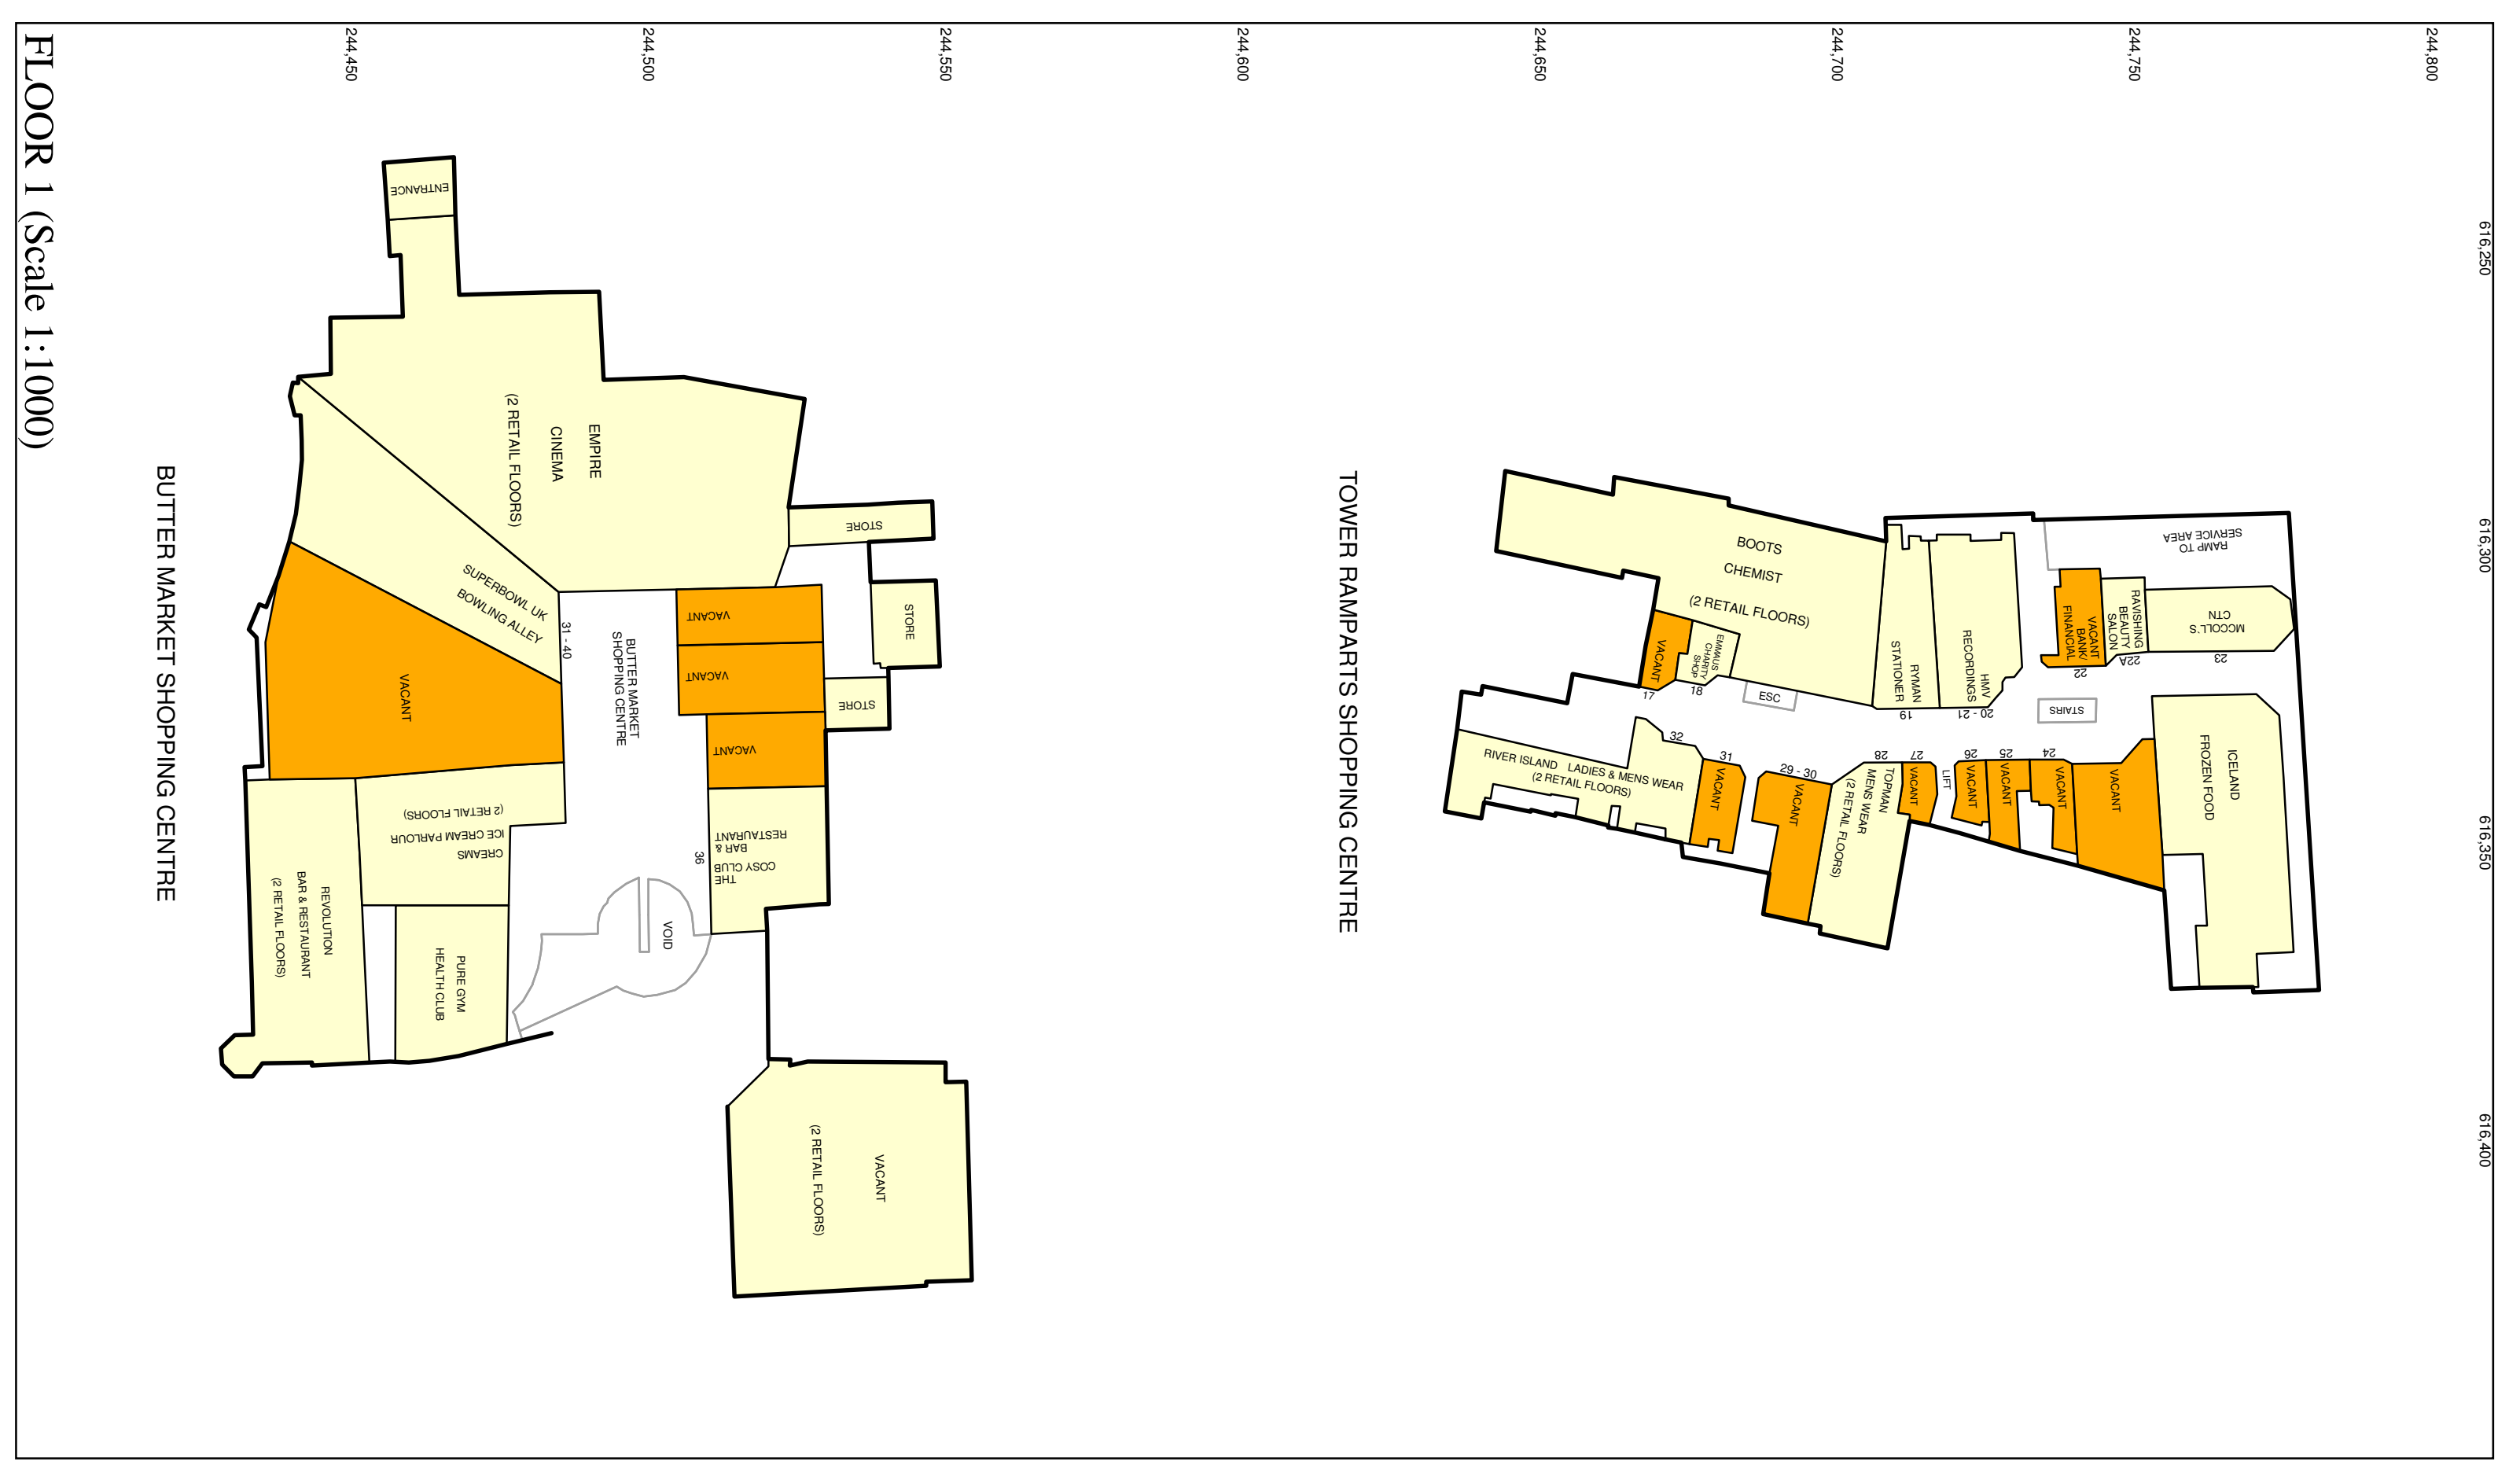 FLOOR 1 (Scale 1:1000)
244,450
244,500
244,550
244,600
244,650
244,700
244,750
244,800
616,250
616,300
616,350
616,400
BUTTER MARKET SHOPPING CENTRE
ENTRANCE
EMPIRE
CINEMA
(2 RETAIL FLOORS)
SUPERBOWL UK
BOWLING ALLEY
31 - 40
VACANT
BUTTER MARKET
SHOPPING CENTRE
STORE
STORE
STORE
VACANT
VACANT
VACANT
THE
COSY CLUB
BAR &
RESTAURANT
36
VOID
CREAMS
ICE CREAM PARLOUR
(2 RETAIL FLOORS)
REVOLUTION
BAR & RESTAURANT
(2 RETAIL FLOORS)
PURE GYM
HEALTH CLUB
VACANT
(2 RETAIL FLOORS)
TOWER RAMPARTS SHOPPING CENTRE
BOOTS
CHEMIST
(2 RETAIL FLOORS)
VACANT
17
EMMAUS
CHARITY
SHOP
18
ESC
RYMAN
STATIONER
19
HMV
RECORDINGS
20 - 21
RAMP TO
SERVICE AREA
VACANT
BANK/
FINANCIAL
22
RAVISHING
BEAUTY
SALON
22A
MCCOLL'S
CTN
23
STAIRS
ICELAND
FROZEN FOOD
VACANT
24
VACANT
25
VACANT
26
VACANT
LIFT
27
VACANT
28
TOPMAN
MENS WEAR
(2 RETAIL FLOORS)
29 - 30
VACANT
31
VACANT
32
RIVER ISLAND LADIES & MENS WEAR
(2 RETAIL FLOORS)